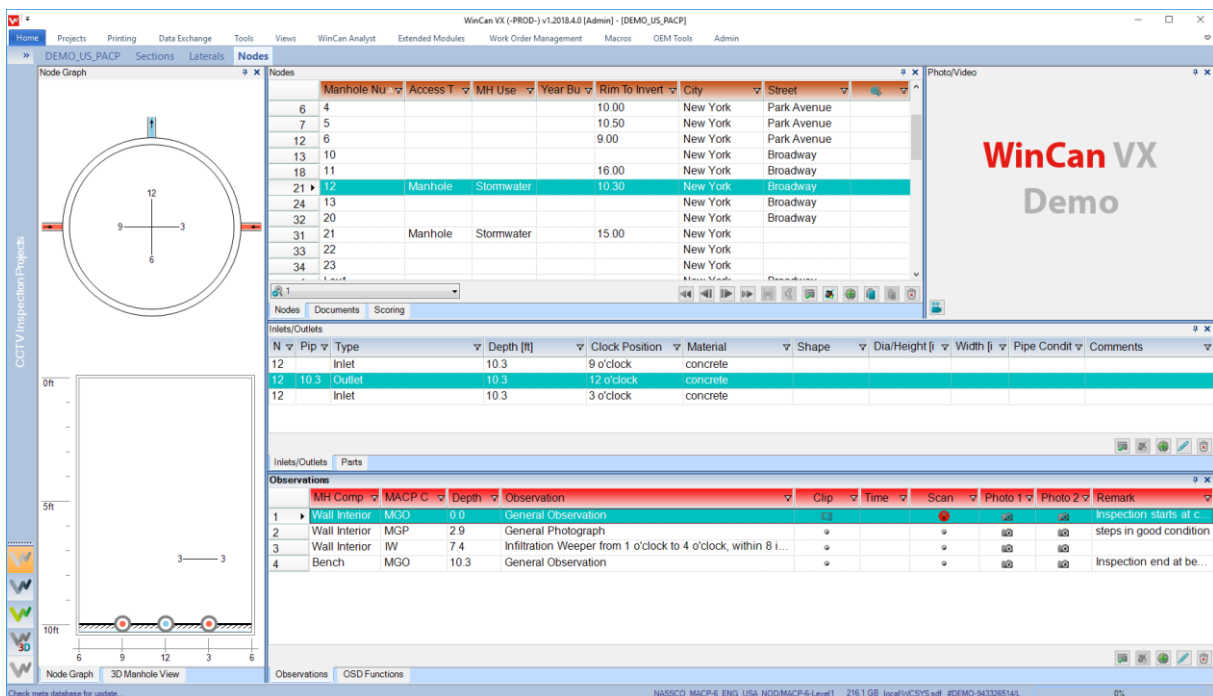 WinCan VX (-PROD-) v1.2018.4.0 [Admin] - [DEMO_US_PACP]
Home Projects Printing Data Exchange Tools Views WinCan Analyst Extended Modules Work Order Management Macros OEM Tools Admin
» DEMO_US_PACP Sections Laterals Nodes
CCTV Inspection Projects
Node Graph
12
9 3
6
0ft
5ft
3 3
10ft
6 9 12 3 6
Node Graph 3D Manhole View
Nodes
Manhole Nu Access T MH Use Year Bu Rim To Invert City Street
6 4 10.00 New York Park Avenue
7 5 10.50 New York Park Avenue
12 6 9.00 New York Park Avenue
13 10 New York Broadway
18 11 16.00 New York Broadway
21 12 Manhole Stormwater 10.30 New York Broadway
24 13 New York Broadway
32 20 New York Broadway
31 21 Manhole Stormwater 15.00 New York
33 22 New York
34 23 New York
1
Nodes Documents Scoring
Photo/Video
WinCan VX
Demo
Inlets/Outlets
N Pip Type Depth [ft] Clock Position Material Shape Dia/Height [i Width [i Pipe Condit Comments
12 Inlet 10.3 9 o'clock concrete
12 10.3 Outlet 10.3 12 o'clock concrete
12 Inlet 10.3 3 o'clock concrete
Inlets/Outlets Parts
Observations
MH Comp MACP C Depth Observation Clip Time Scan Photo 1 Photo 2 Remark
1 Wall Interior MGO 0.0 General Observation Inspection starts at c...
2 Wall Interior MGP 2.9 General Photograph steps in good condition
3 Wall Interior IW 7.4 Infiltration Weeper from 1 o'clock to 4 o'clock, within 8 i...
4 Bench MGO 10.3 General Observation Inspection end at be...
Observations OSD Functions
3D
Check meta database for update... NASSCO_MACP-6_ENG_USA_NOD/MACP-6-Level1 216.1 GB 0%